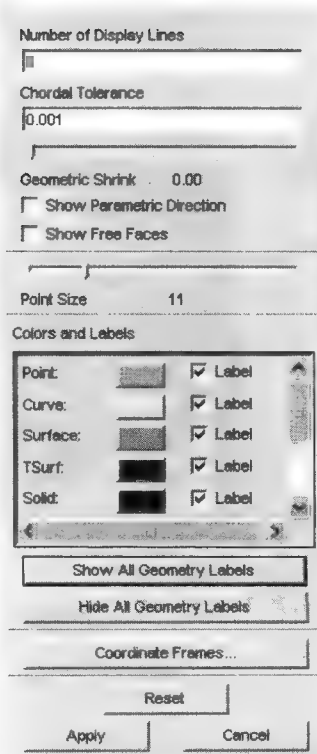 Number of Display Lines
Chordal Tolerance
0.001
Geometric Shrink 0.00
Show Parametric Direction
Show Free Faces
Point Size 11
Colors and Labels
Point: Label
Curve: Label
Surface: Label
TSurf: Label
Solid: Label
Show All Geometry Labels
Hide All Geometry Labels
Coordinate Frames...
Reset
Apply Cancel